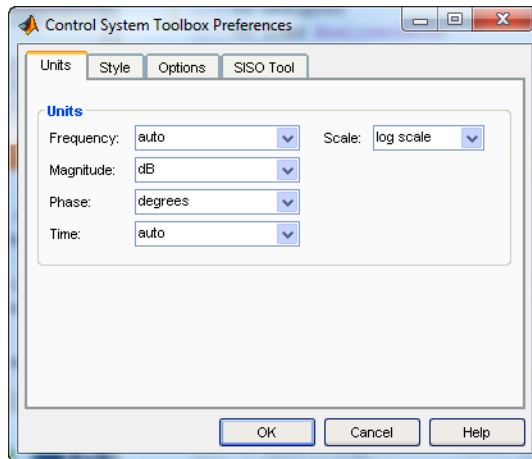 Control System Toolbox Preferences
Units Style Options SISO Tool
Units
Frequency: auto Scale: log scale
Magnitude: dB
Phase: degrees
Time: auto
OK Cancel Help